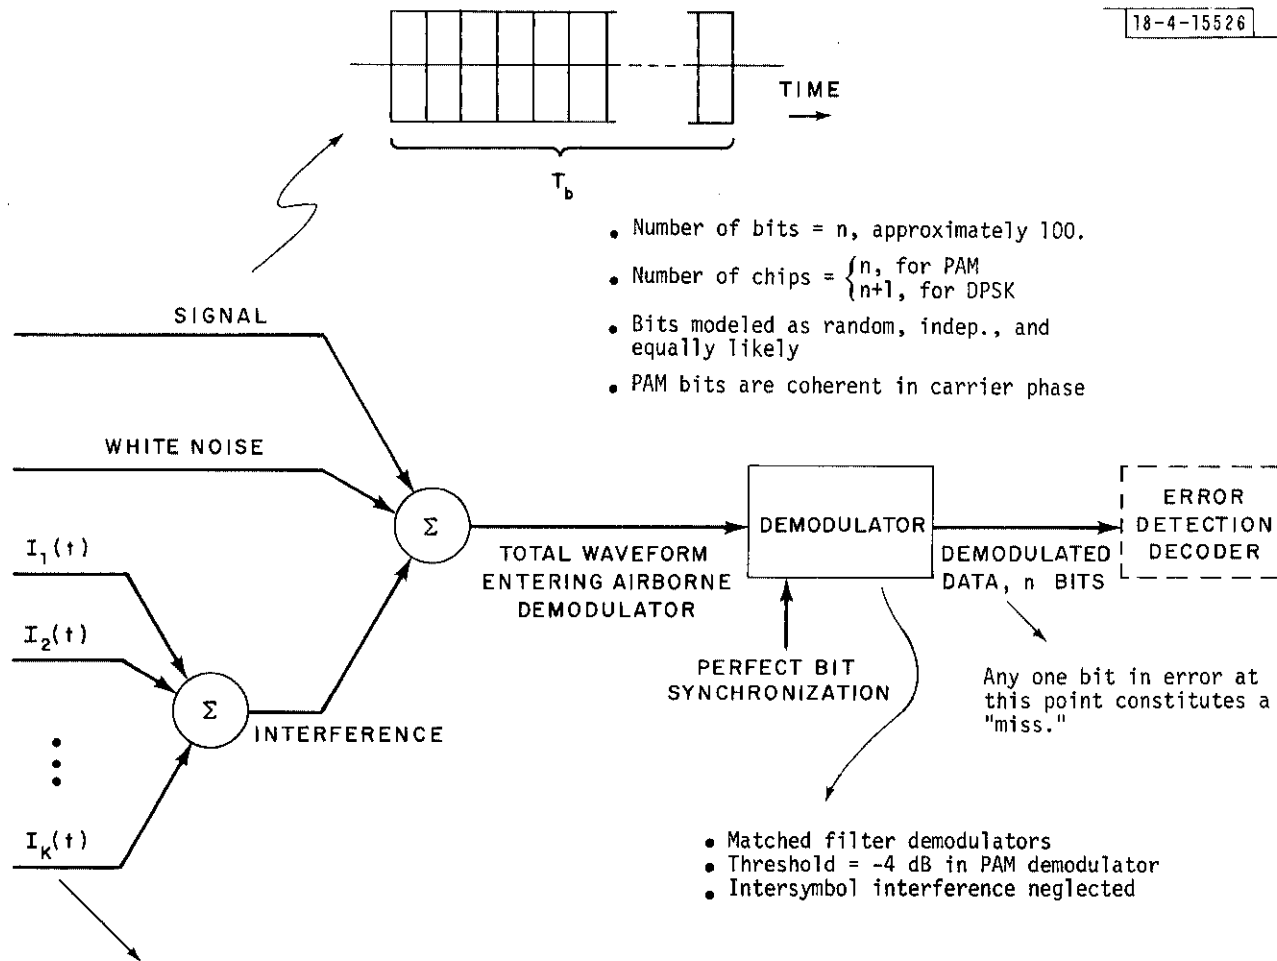 18-4-15526
TIME
T_b
• Number of bits = n, approximately 100.
• Number of chips = {n, for PAM
{n+1, for DPSK
• Bits modeled as random, indep., and
equally likely
• PAM bits are coherent in carrier phase
SIGNAL
WHITE NOISE
Σ
TOTAL WAVEFORM
ENTERING AIRBORNE
DEMODULATOR
DEMODULATOR
DEMODULATED
DATA, n BITS
ERROR
DETECTION
DECODER
I_1(t)
I_2(t)
I_K(t)
Σ
INTERFERENCE
PERFECT BIT
SYNCHRONIZATION
Any one bit in error at
this point constitutes a
"miss."
• Matched filter demodulators
• Threshold = -4 dB in PAM demodulator
• Intersymbol interference neglected